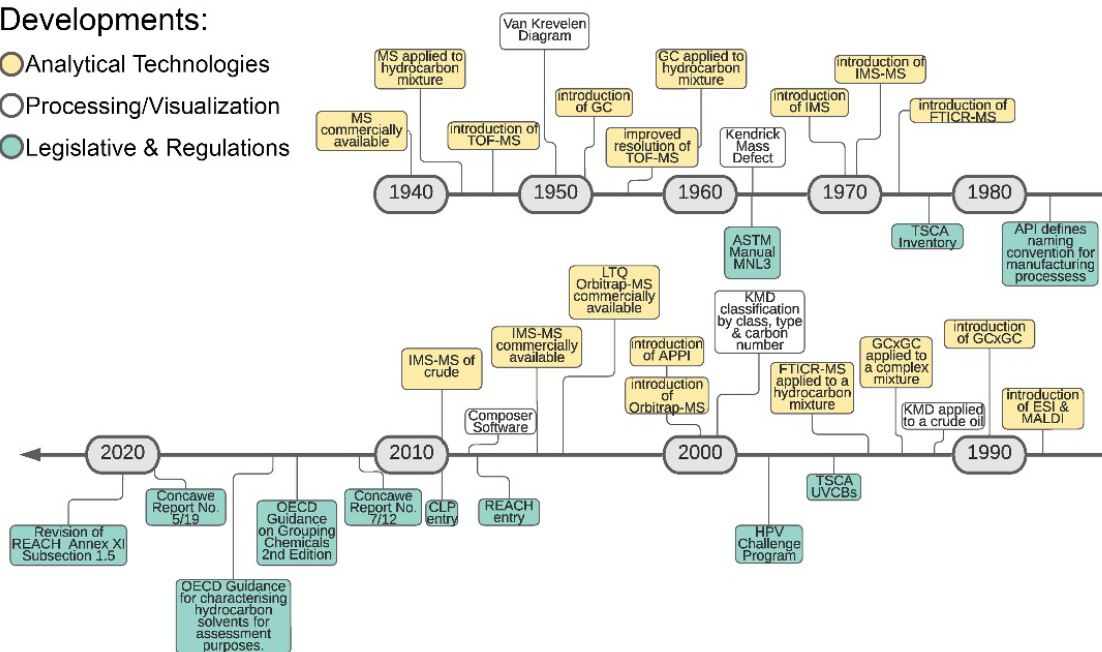 Developments:
Analytical Technologies
Processing/Visualization
Legislative & Regulations
MS
commercially
available
MS applied to
hydrocarbon
mixture
introduction of
TOF-MS
Van Krevelen
Diagram
introduction
of GC
improved
resolution of
TOF-MS
GC applied to
hydrocarbon
mixture
Kendrick
Mass
Defect
introduction
of IMS
introduction of
IMS-MS
introduction of
FTICR-MS
1940
1950
1960
1970
1980
ASTM
Manual
MNL3
TSCA
Inventory
API defines
naming
convention for
manufacturing
processess
IMS-MS of
crude
Composer
Software
IMS-MS
commercially
available
LTQ
Orbitrap-MS
commercially
available
introduction
of APPI
introduction
of
Orbitrap-MS
KMD
classification
by class, type
& carbon
number
FTICR-MS
applied to a
hydrocarbon
mixture
GCxGC
applied to
a complex
mixture
KMD applied
to a crude oil
introduction
of GCxGC
introduction
of ESI &
MALDI
2020
2010
2000
1990
Revision of
REACH Annex XI
Subsection 1.5
Concawe
Report No.
5/19
OECD Guidance
for characterising
hydrocarbon
solvents for
assessment
purposes.
OECD
Guidance
on Grouping
Chemicals
2nd Edition
Concawe
Report No.
7/12
CLP
entry
REACH
entry
HPV
Challenge
Program
TSCA
UVCBs